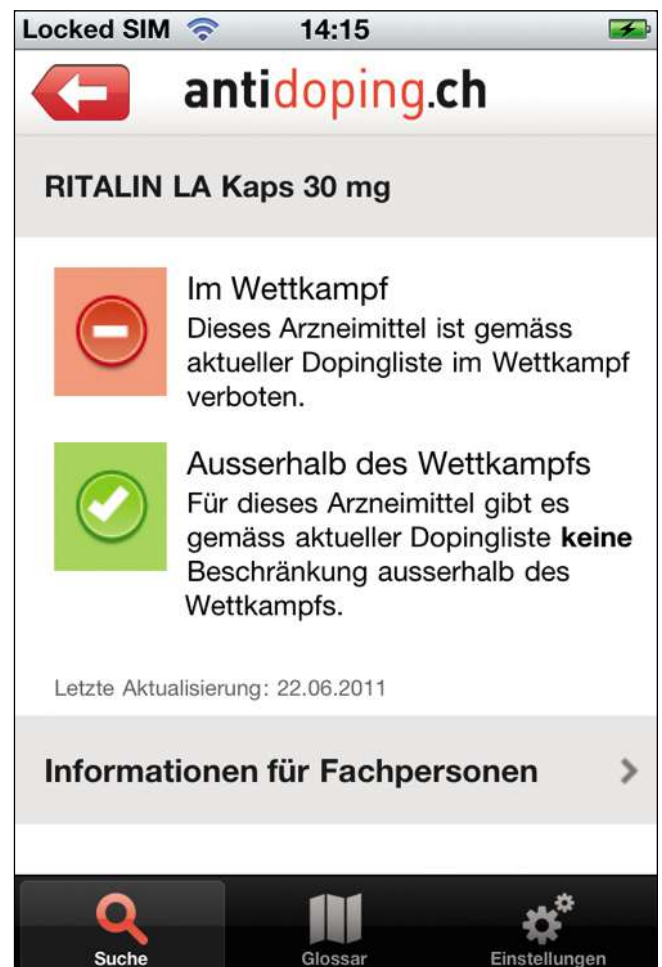 Locked SIM 14:15
antidoping.ch
RITALIN LA Kaps 30 mg
Im Wettkampf
Dieses Arzneimittel ist gemäss
aktueller Dopingliste im Wettkampf
verboten.
Ausserhalb des Wettkampfs
Für dieses Arzneimittel gibt es
gemäss aktueller Dopingliste keine
Beschränkung ausserhalb des
Wettkampfs.
Letzte Aktualisierung: 22.06.2011
Informationen für Fachpersonen
Suche Glossar Einstellungen